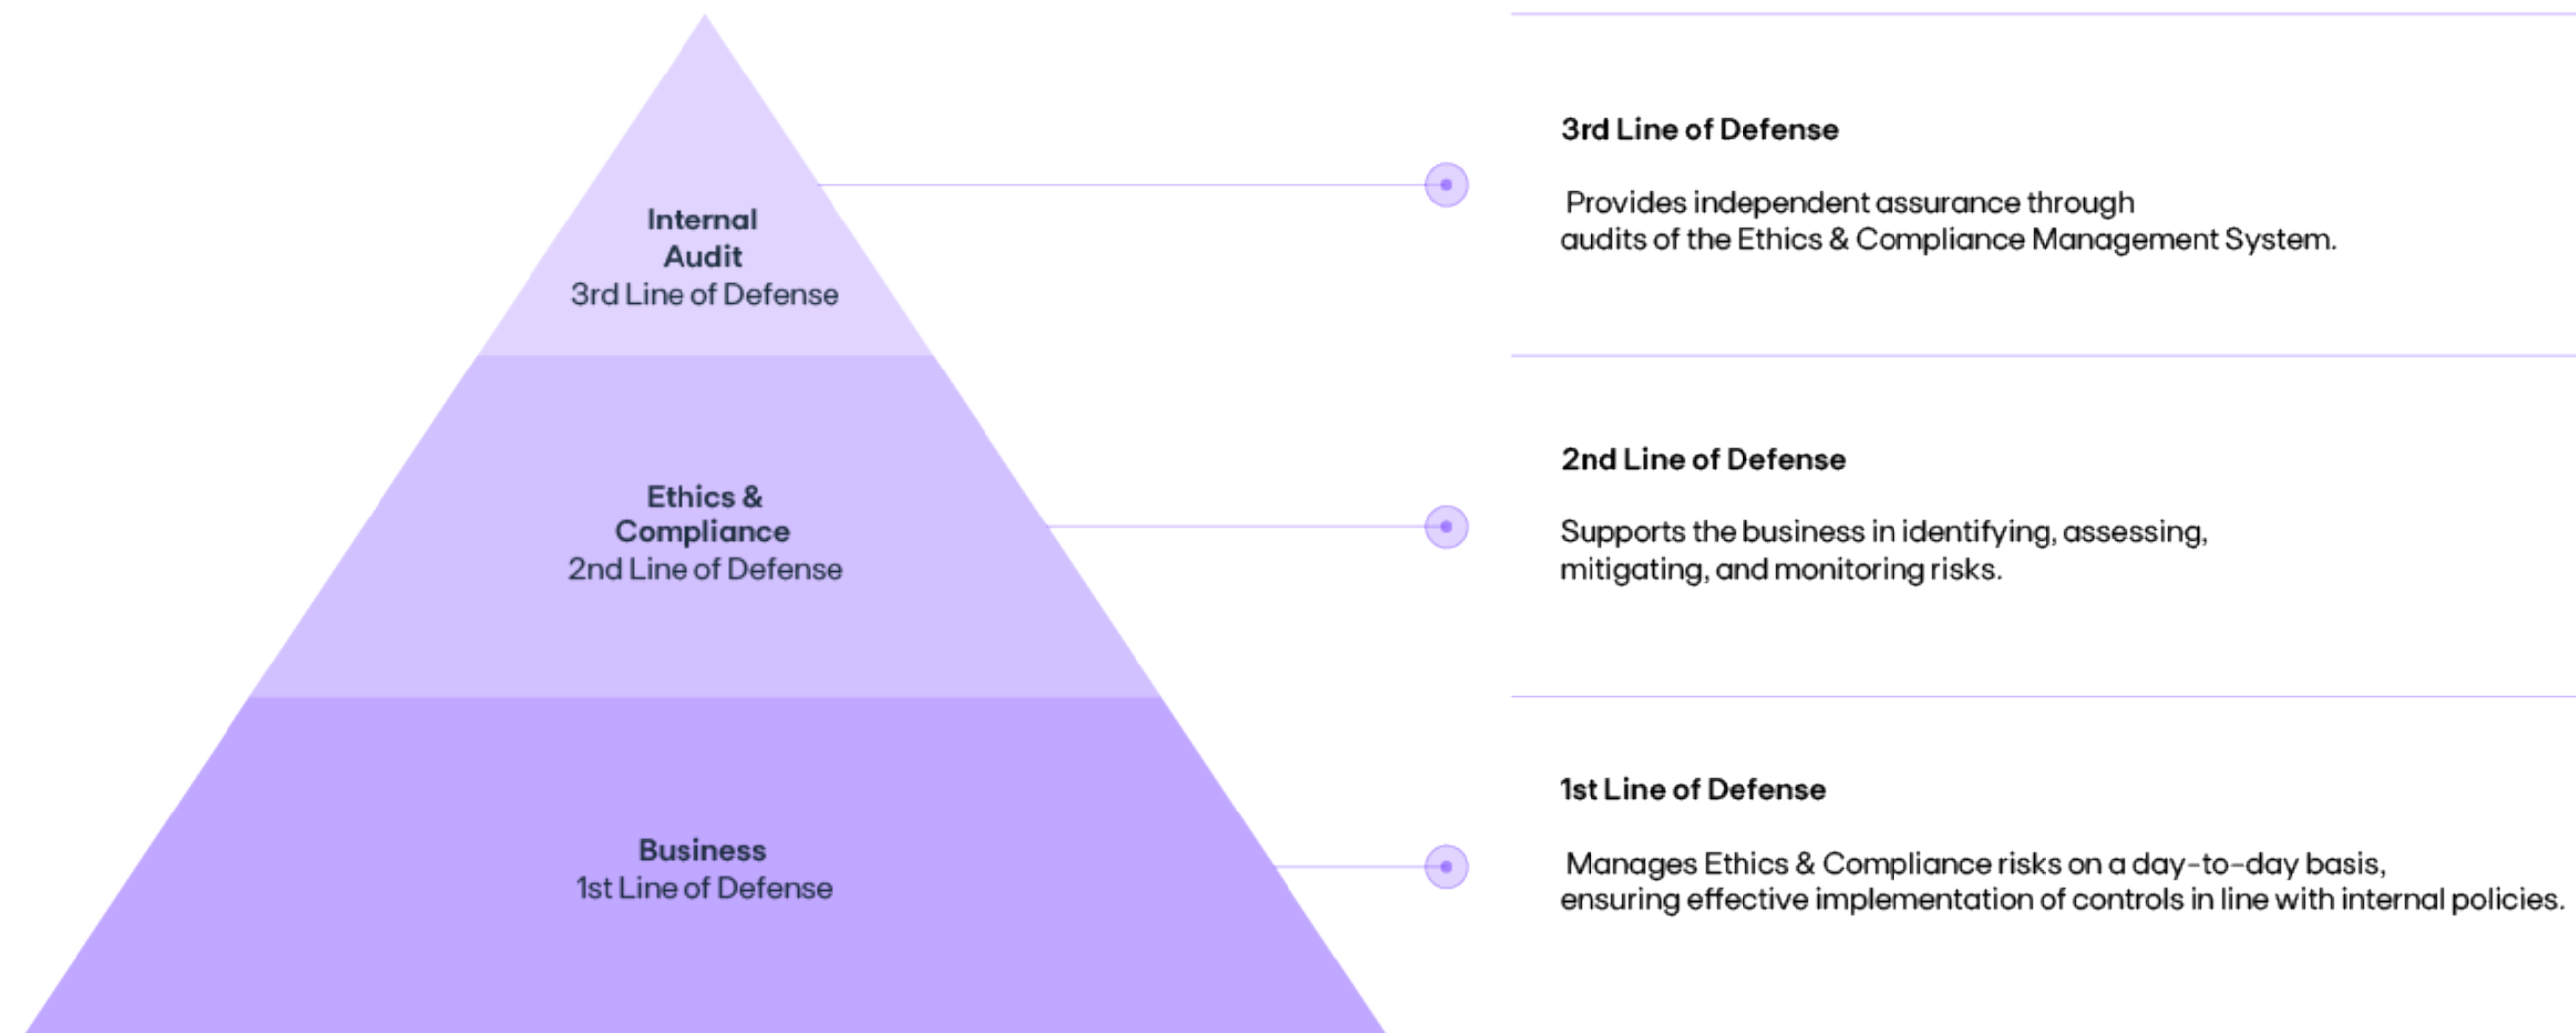 Internal
Audit
3rd Line of Defense
3rd Line of Defense
Provides independent assurance through
audits of the Ethics & Compliance Management System.
Ethics &
Compliance
2nd Line of Defense
2nd Line of Defense
Supports the business in identifying, assessing,
mitigating, and monitoring risks.
Business
1st Line of Defense
1st Line of Defense
Manages Ethics & Compliance risks on a day-to-day basis,
ensuring effective implementation of controls in line with internal policies.